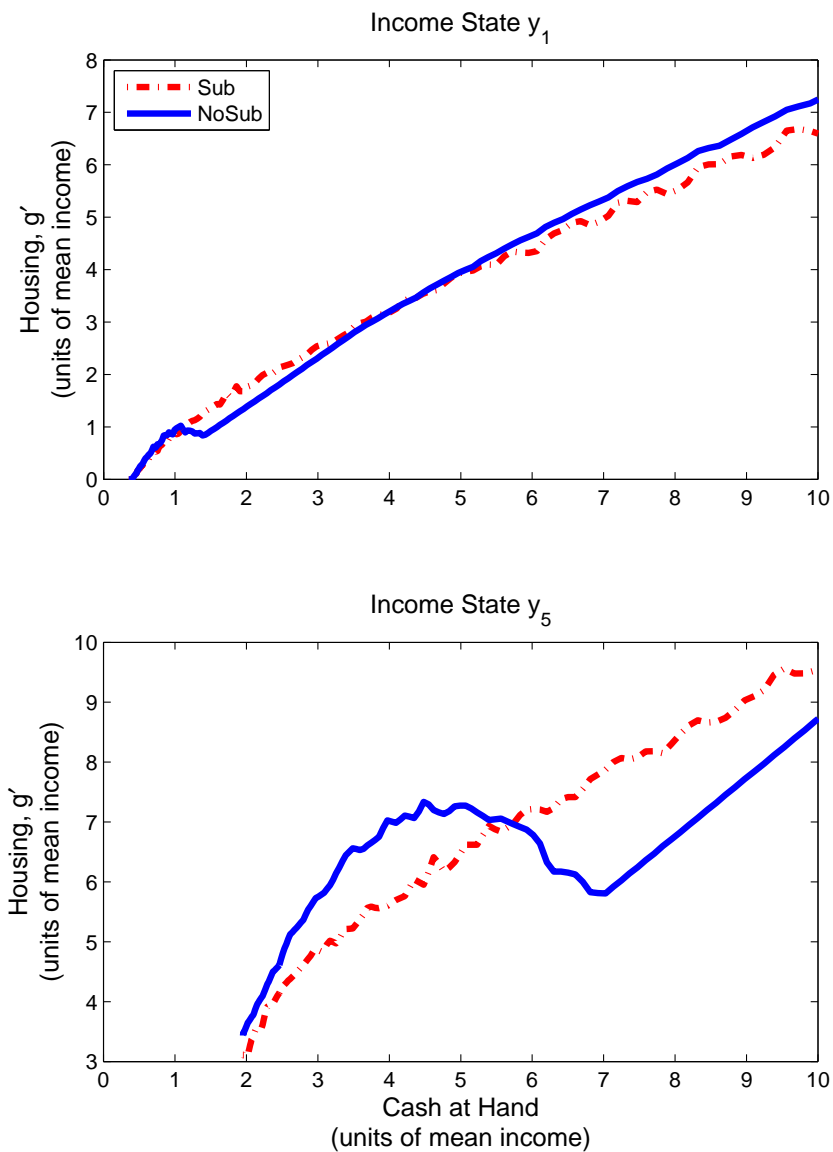 Income State y₁
8
7
6
5
4
3
2
1
0
Housing, g′
(units of mean income)
Sub
NoSub
0 1 2 3 4 5 6 7 8 9 10
Income State y₅
10
9
8
7
6
5
4
3
Housing, g′
(units of mean income)
0 1 2 3 4 5 6 7 8 9 10
Cash at Hand
(units of mean income)